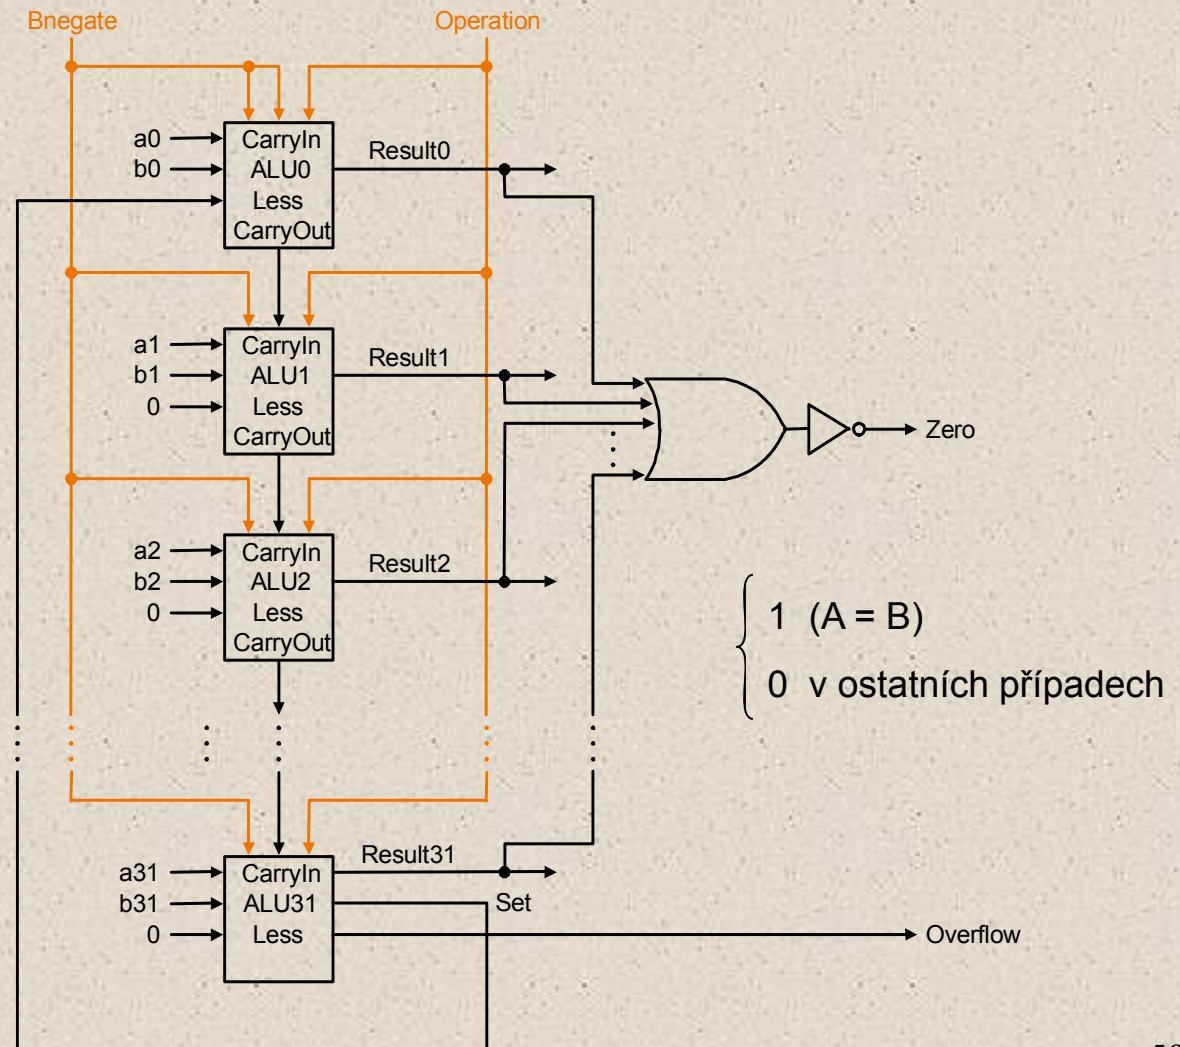 Bnegate
Operation
a0
b0
CarryIn
ALU0
Less
CarryOut
Result0
a1
b1
0
CarryIn
ALU1
Less
CarryOut
Result1
Zero
a2
b2
0
CarryIn
ALU2
Less
CarryOut
Result2
1 (A = B)
0 v ostatních případech
a31
b31
0
CarryIn
ALU31
Less
Result31
Set
Overflow